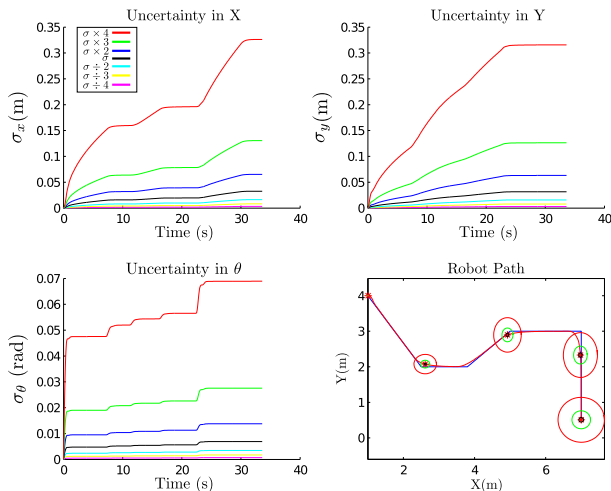 Uncertainty in X
σ × 4
σ × 3
σ × 2
σ
σ ÷ 2
σ ÷ 3
σ ÷ 4
0.35
0.3
0.25
0.2
0.15
0.1
0.05
0
σx(m)
0 10 20 30 40
Time (s)
Uncertainty in Y
0.35
0.3
0.25
0.2
0.15
0.1
0.05
0
σy(m)
0 10 20 30 40
Time (s)
Uncertainty in θ
0.07
0.06
0.05
0.04
0.03
0.02
0.01
0
σθ (rad)
0 10 20 30 40
Time (s)
Robot Path
4
3
2
1
0
Y(m)
2 4 6
X(m)